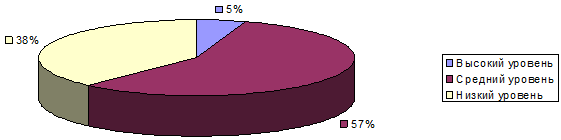 5%
38%
57%
Высокий уровень
Средний уровень
Низкий уровень